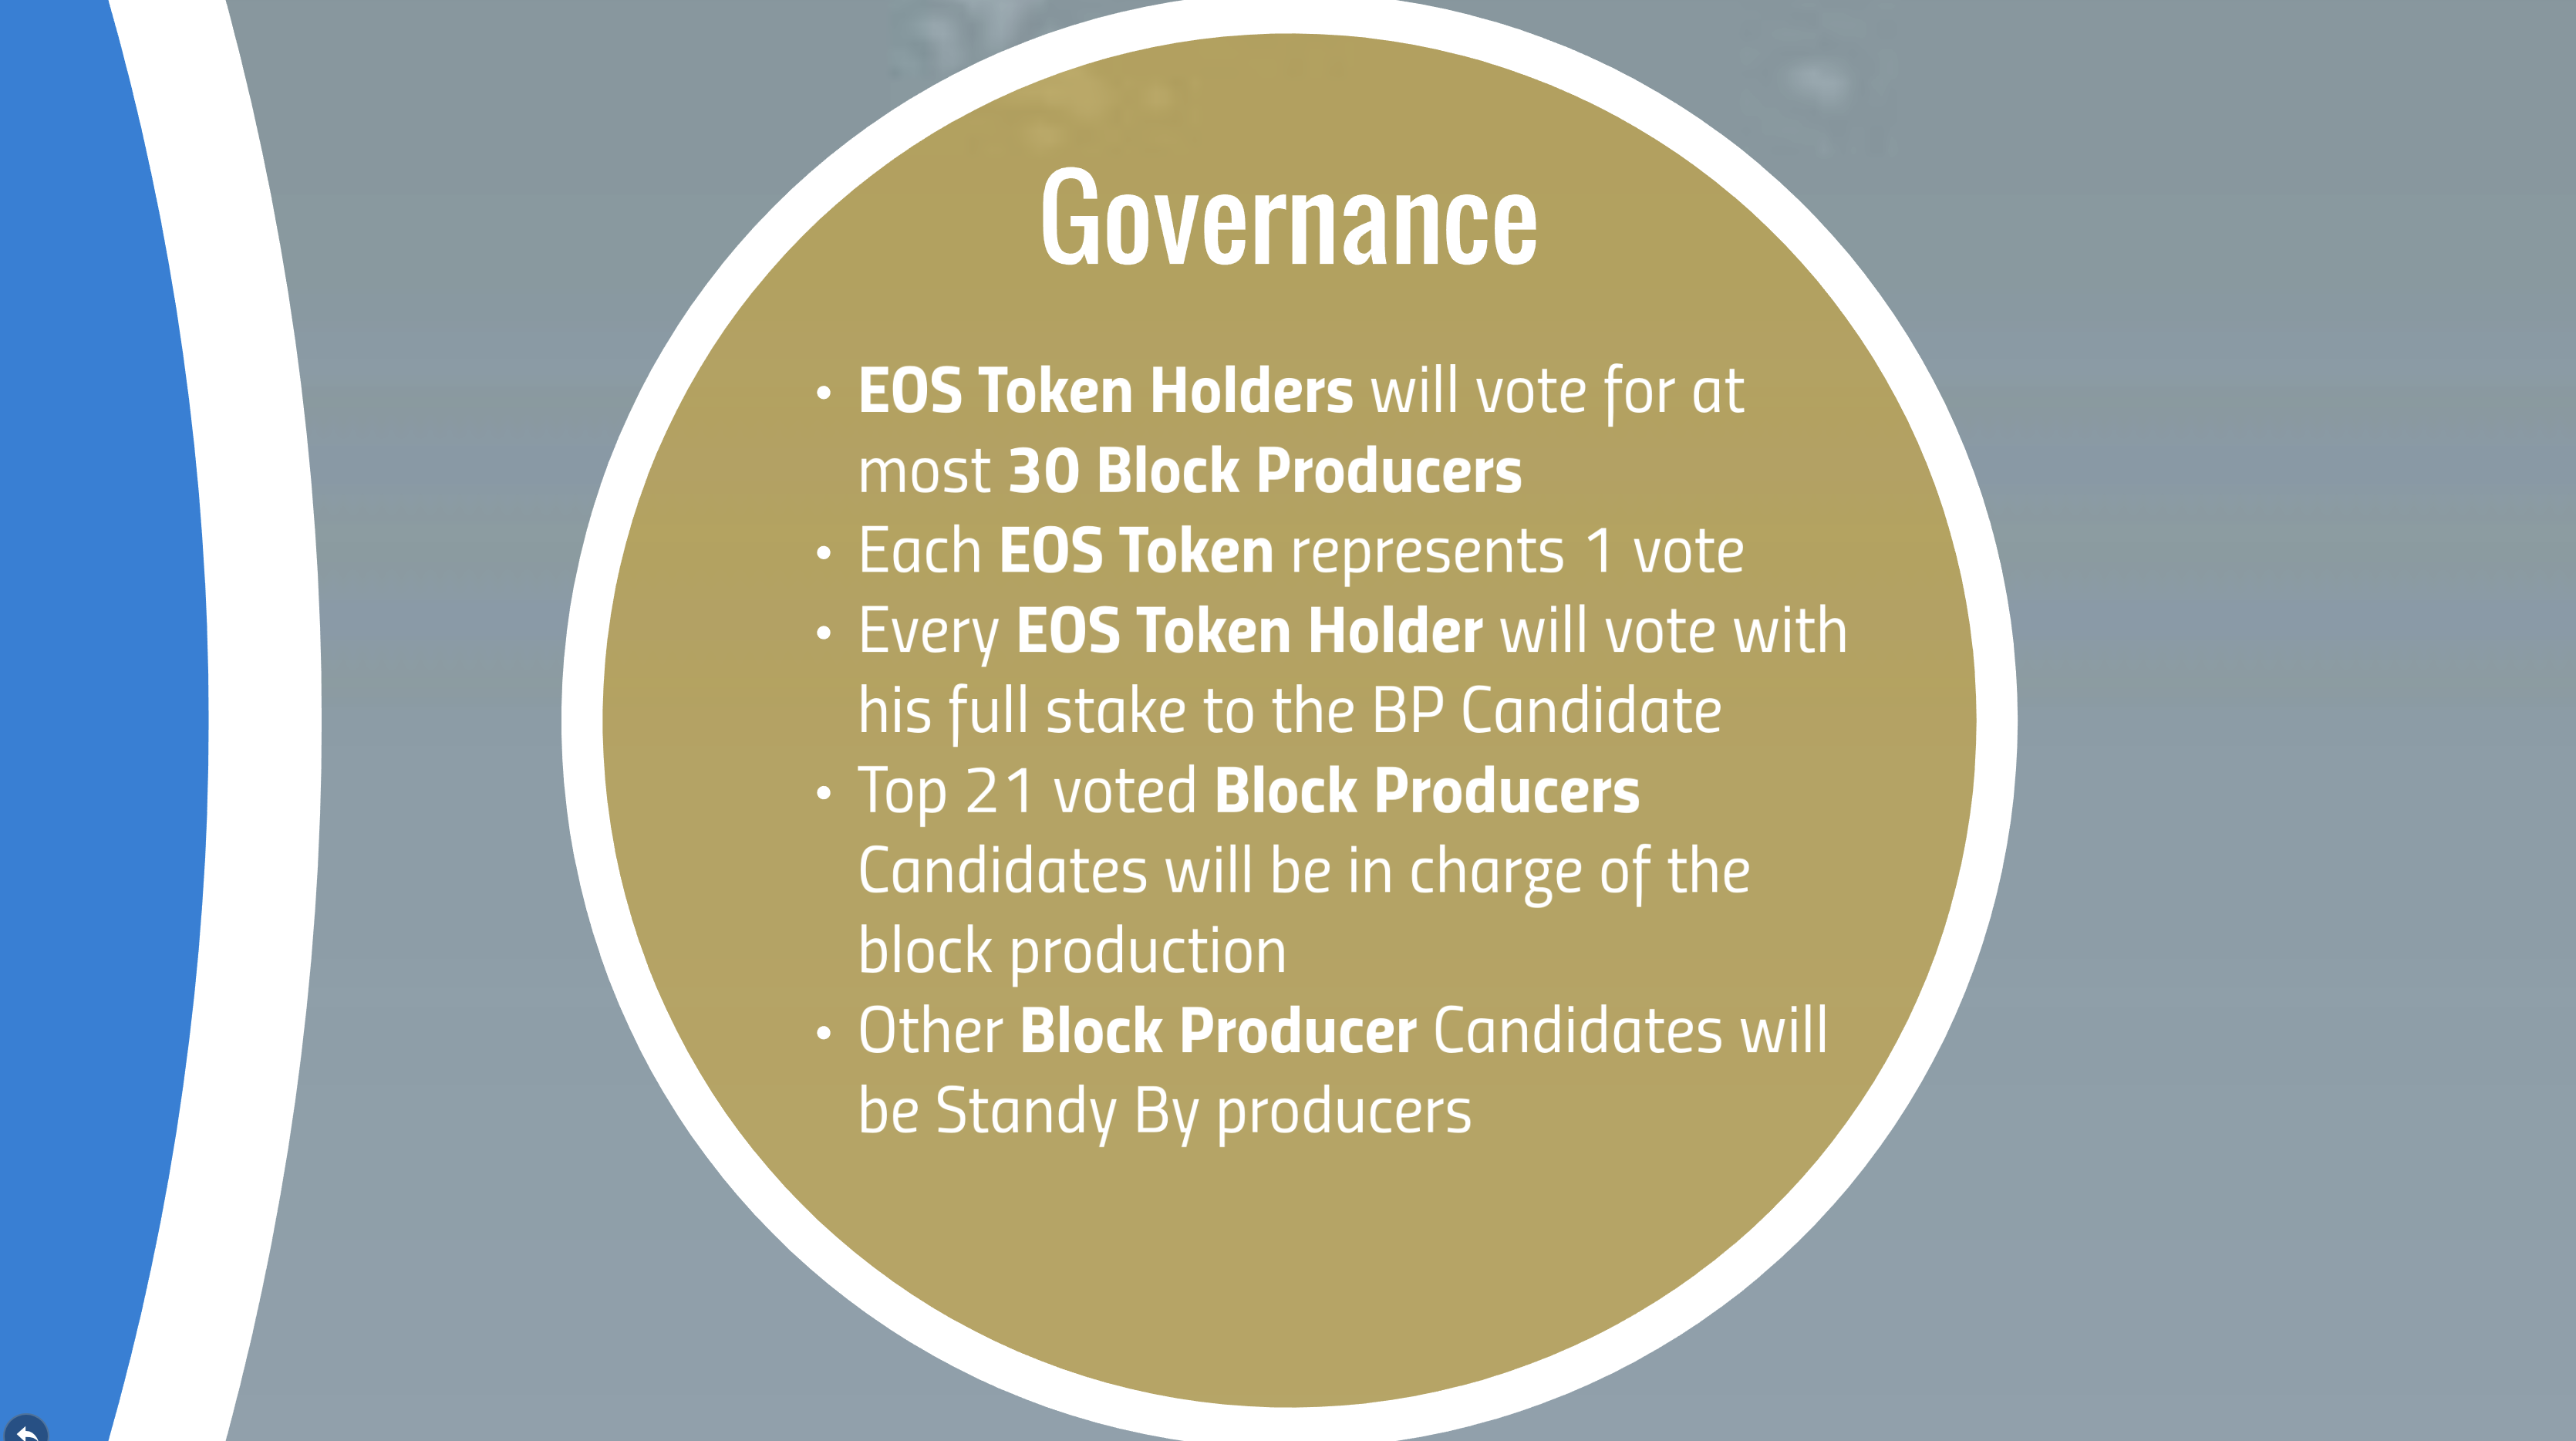 Governance
• EOS Token Holders will vote for at
most 30 Block Producers
• Each EOS Token represents 1 vote
• Every EOS Token Holder will vote with
his full stake to the BP Candidate
• Top 21 voted Block Producers
Candidates will be in charge of the
block production
• Other Block Producer Candidates will
be Standy By producers